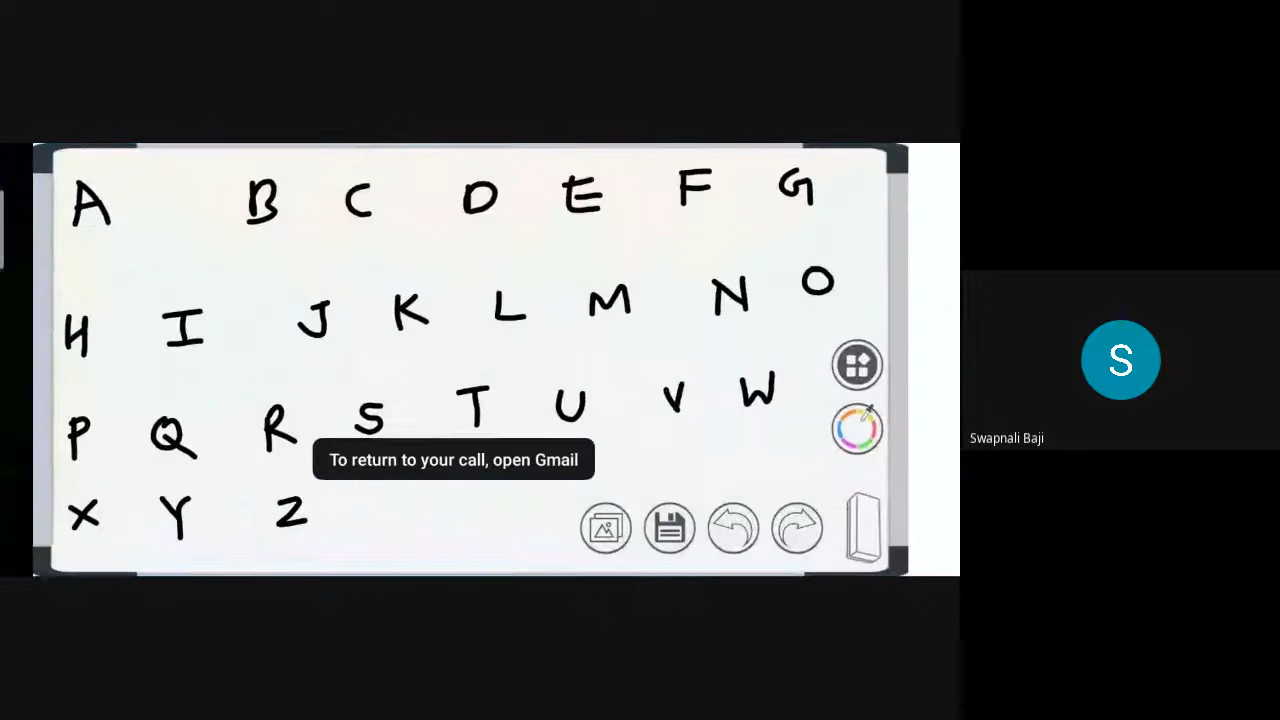 A B C D E F G
H I J K L M N O
P Q R S T U V W
To return to your call, open Gmail
X Y Z
S
Swapnali Baji